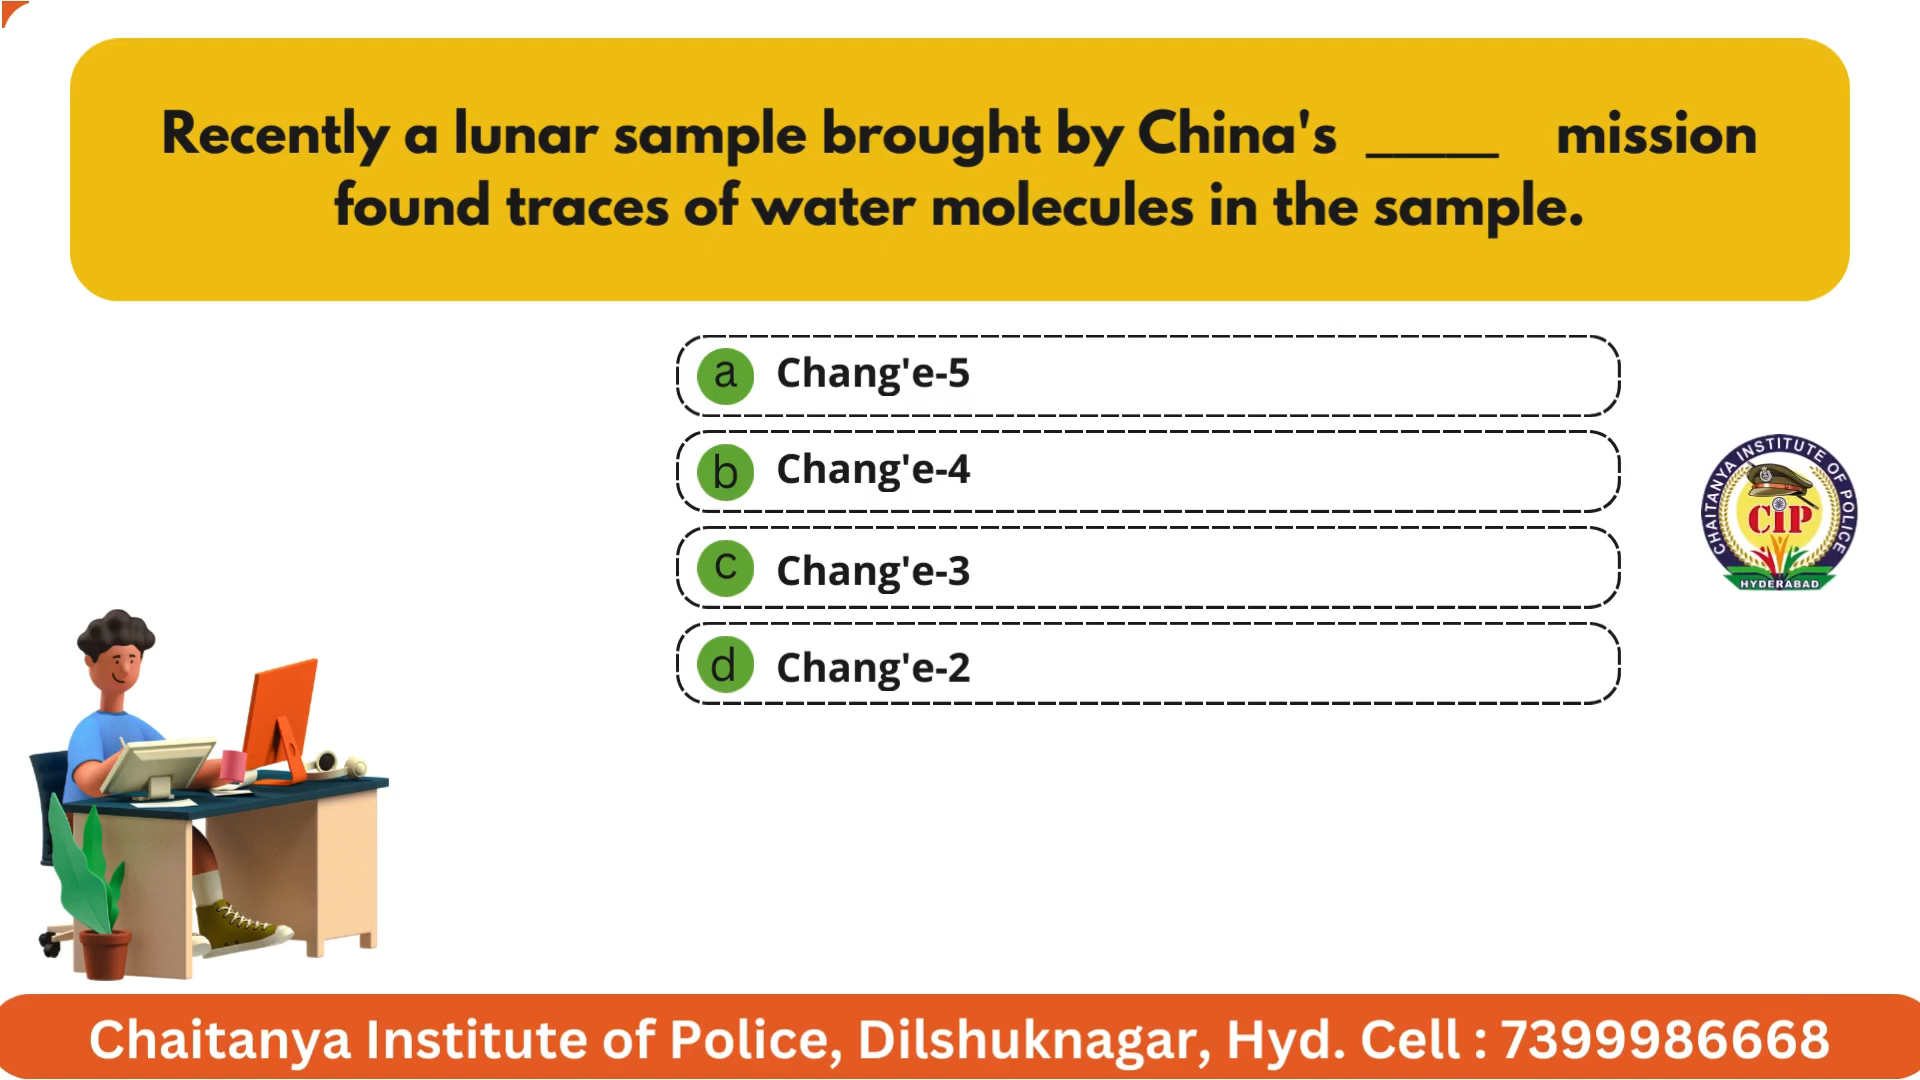 Recently a lunar sample brought by China's _____ mission
found traces of water molecules in the sample.
a Chang'e-5
b Chang'e-4
c Chang'e-3
d Chang'e-2
CHAITANYA INSTITUTE OF POLICE
CIP
HYDERABAD
Chaitanya Institute of Police, Dilshuknagar, Hyd. Cell : 7399986668